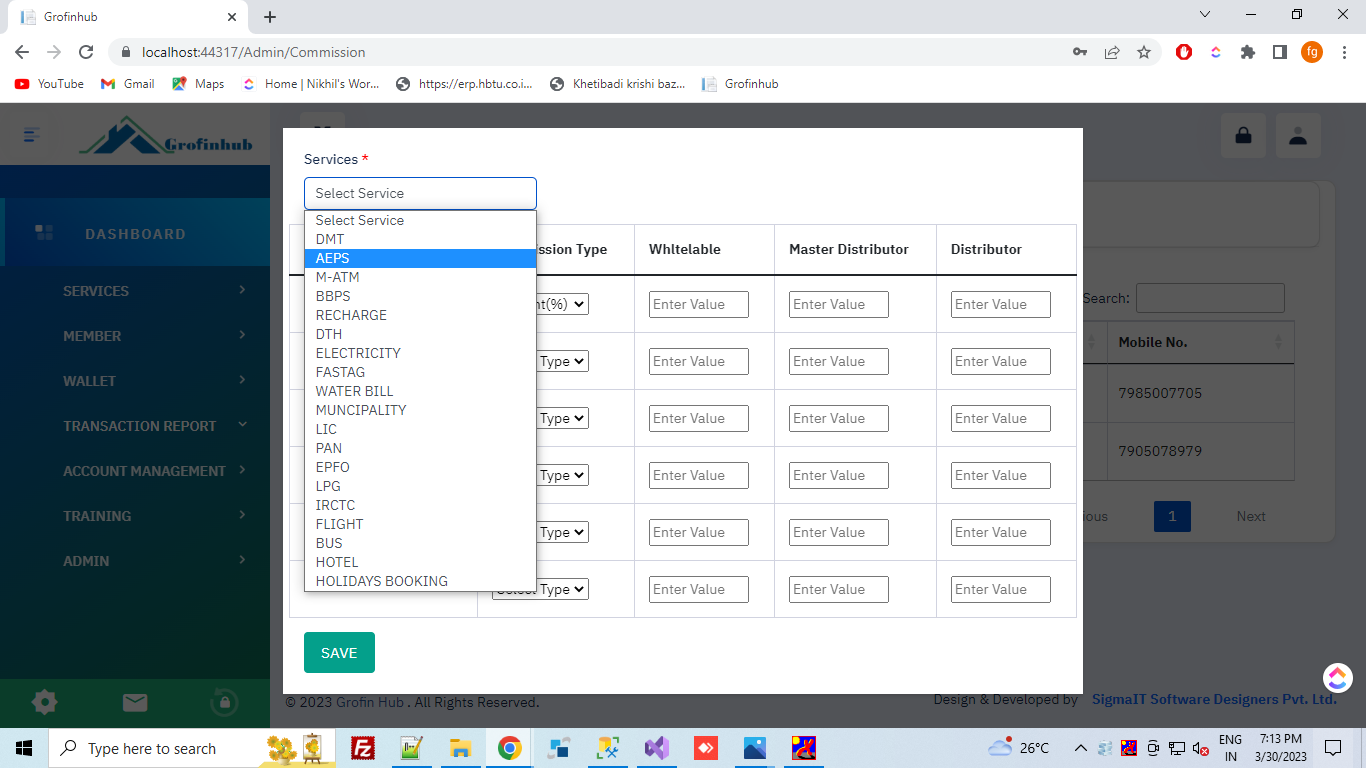 Grofinhub
localhost:44317/Admin/Commission
fg
YouTube
Gmail
Maps
Home | Nikhil's Wor...
https://erp.hbtu.co.i...
Khetibadi krishi baz...
Grofinhub
Grofinhub
DASHBOARD
SERVICES
MEMBER
WALLET
TRANSACTION REPORT
ACCOUNT MANAGEMENT
TRAINING
ADMIN
Services *
Select Service
Select Service
DMT
AEPS
M-ATM
BBPS
RECHARGE
DTH
ELECTRICITY
FASTAG
WATER BILL
MUNCIPALITY
LIC
PAN
EPFO
LPG
IRCTC
FLIGHT
BUS
HOTEL
HOLIDAYS BOOKING
ssion Type Whltelable Master Distributor Distributor
nt(%) Enter Value Enter Value Enter Value
Type Enter Value Enter Value Enter Value
Type Enter Value Enter Value Enter Value
Type Enter Value Enter Value Enter Value
Type Enter Value Enter Value Enter Value
Select Type Enter Value Enter Value Enter Value
SAVE
Search:
Mobile No.
7985007705
7905078979
ious 1 Next
© 2023 Grofin Hub . All Rights Reserved.
Design & Developed by SigmaIT Software Designers Pvt. Ltd.
Type here to search
26°C
ENG
IN
7:13 PM
3/30/2023